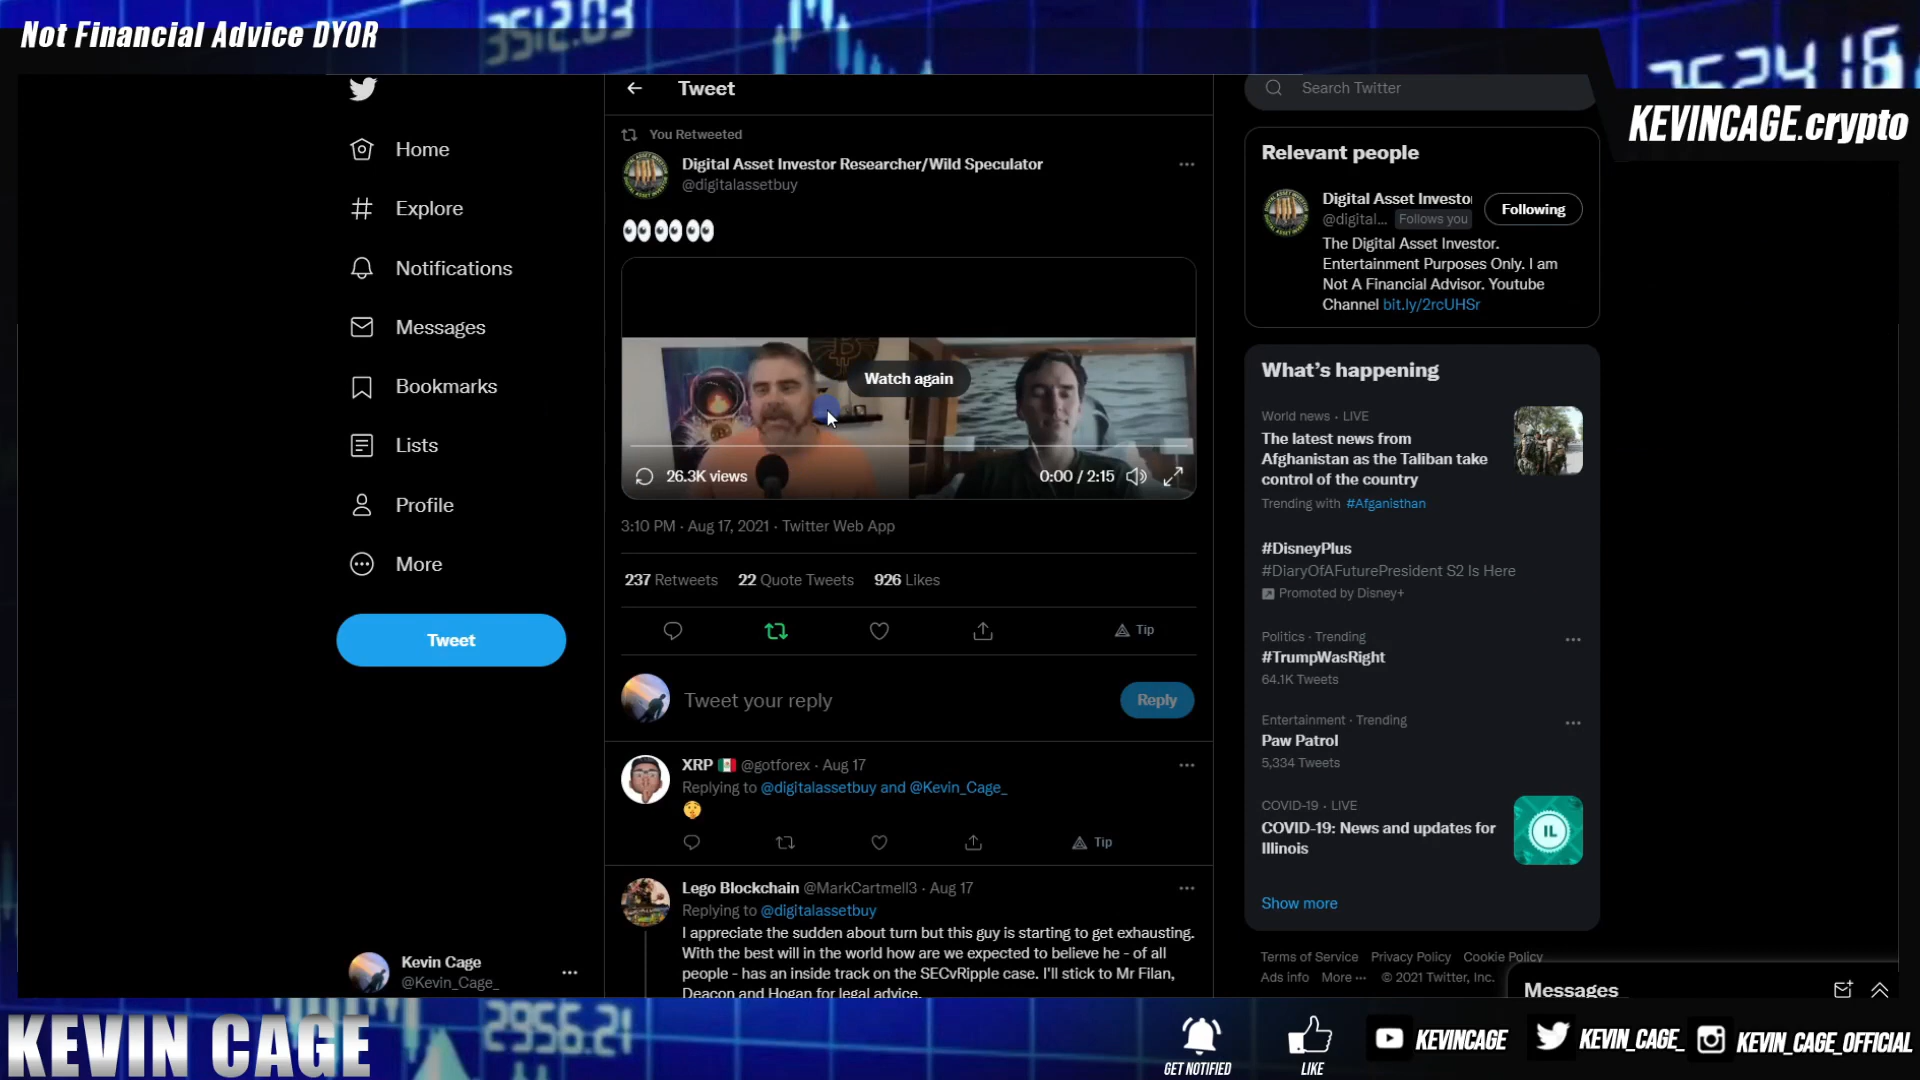 Not Financial Advice DYOR
3512.03
KEVINCAGE.crypto
Home
Explore
Notifications
Messages
Bookmarks
Lists
Profile
More
Tweet
Kevin Cage
@Kevin_Cage_
Tweet
You Retweeted
Digital Asset Investor Researcher/Wild Speculator
@digitalassetbuy
Watch again
26.3K views
0:00 / 2:15
3:10 PM · Aug 17, 2021 · Twitter Web App
237 Retweets 22 Quote Tweets 926 Likes
Tip
Tweet your reply
Reply
XRP @gotforex · Aug 17
Replying to @digitalassetbuy and @Kevin_Cage_
Tip
Lego Blockchain @MarkCartmell3 · Aug 17
Replying to @digitalassetbuy
I appreciate the sudden about turn but this guy is starting to get exhausting.
With the best will in the world how are we expected to believe he - of all
people - has an inside track on the SECvRipple case. I'll stick to Mr Filan,
Deacon and Hogan for legal advice.
Search Twitter
Relevant people
Digital Asset Investo
@digital... Follows you
Following
The Digital Asset Investor.
Entertainment Purposes Only. I am
Not A Financial Advisor. Youtube
Channel bit.ly/2rcUHSr
What's happening
World news · LIVE
The latest news from
Afghanistan as the Taliban take
control of the country
Trending with #Afganisthan
#DisneyPlus
#DiaryOfAFuturePresident S2 Is Here
Promoted by Disney+
Politics · Trending
#TrumpWasRight
64.1K Tweets
Entertainment · Trending
Paw Patrol
5,334 Tweets
COVID-19 · LIVE
COVID-19: News and updates for
Illinois
IL
Show more
Terms of Service Privacy Policy Cookie Policy
Ads info More ··· © 2021 Twitter, Inc.
Messages
KEVIN CAGE
2956.21
GET NOTIFIED
LIKE
KEVINCAGE
KEVIN_CAGE_
KEVIN_CAGE_OFFICIAL